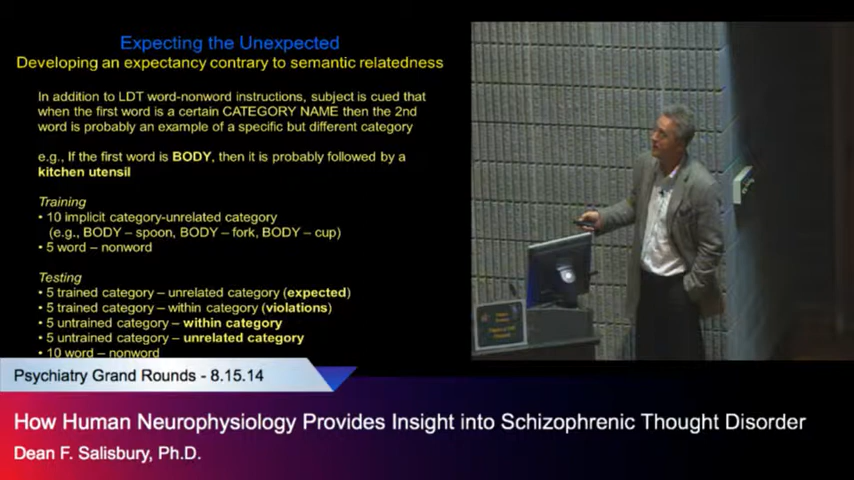 Expecting the Unexpected
Developing an expectancy contrary to semantic relatedness
In addition to LDT word-nonword instructions, subject is cued that
when the first word is a certain CATEGORY NAME then the 2nd
word is probably an example of a specific but different category
e.g., If the first word is BODY, then it is probably followed by a
kitchen utensil
Training
• 10 implicit category-unrelated category
(e.g., BODY – spoon, BODY – fork, BODY – cup)
• 5 word – nonword
Testing
• 5 trained category – unrelated category (expected)
• 5 trained category – within category (violations)
• 5 untrained category – within category
• 5 untrained category – unrelated category
• 10 word – nonword
Psychiatry Grand Rounds - 8.15.14
How Human Neurophysiology Provides Insight into Schizophrenic Thought Disorder
Dean F. Salisbury, Ph.D.